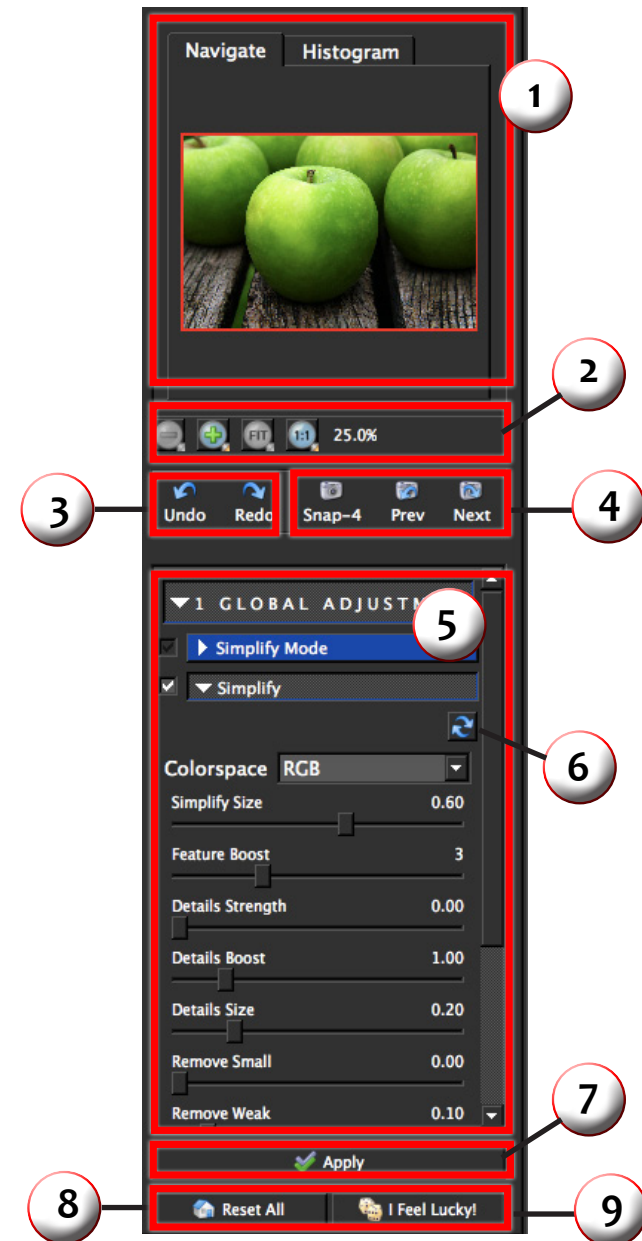 Navigate Histogram
1
2
FIT 1:1 25.0%
3
Undo Redo Snap-4 Prev Next
4
1 GLOBAL ADJUSTM
5
Simplify Mode
Simplify
6
Colorspace RGB
Simplify Size 0.60
Feature Boost 3
Details Strength 0.00
Details Boost 1.00
Details Size 0.20
Remove Small 0.00
Remove Weak 0.10
7
Apply
8
Reset All I Feel Lucky!
9